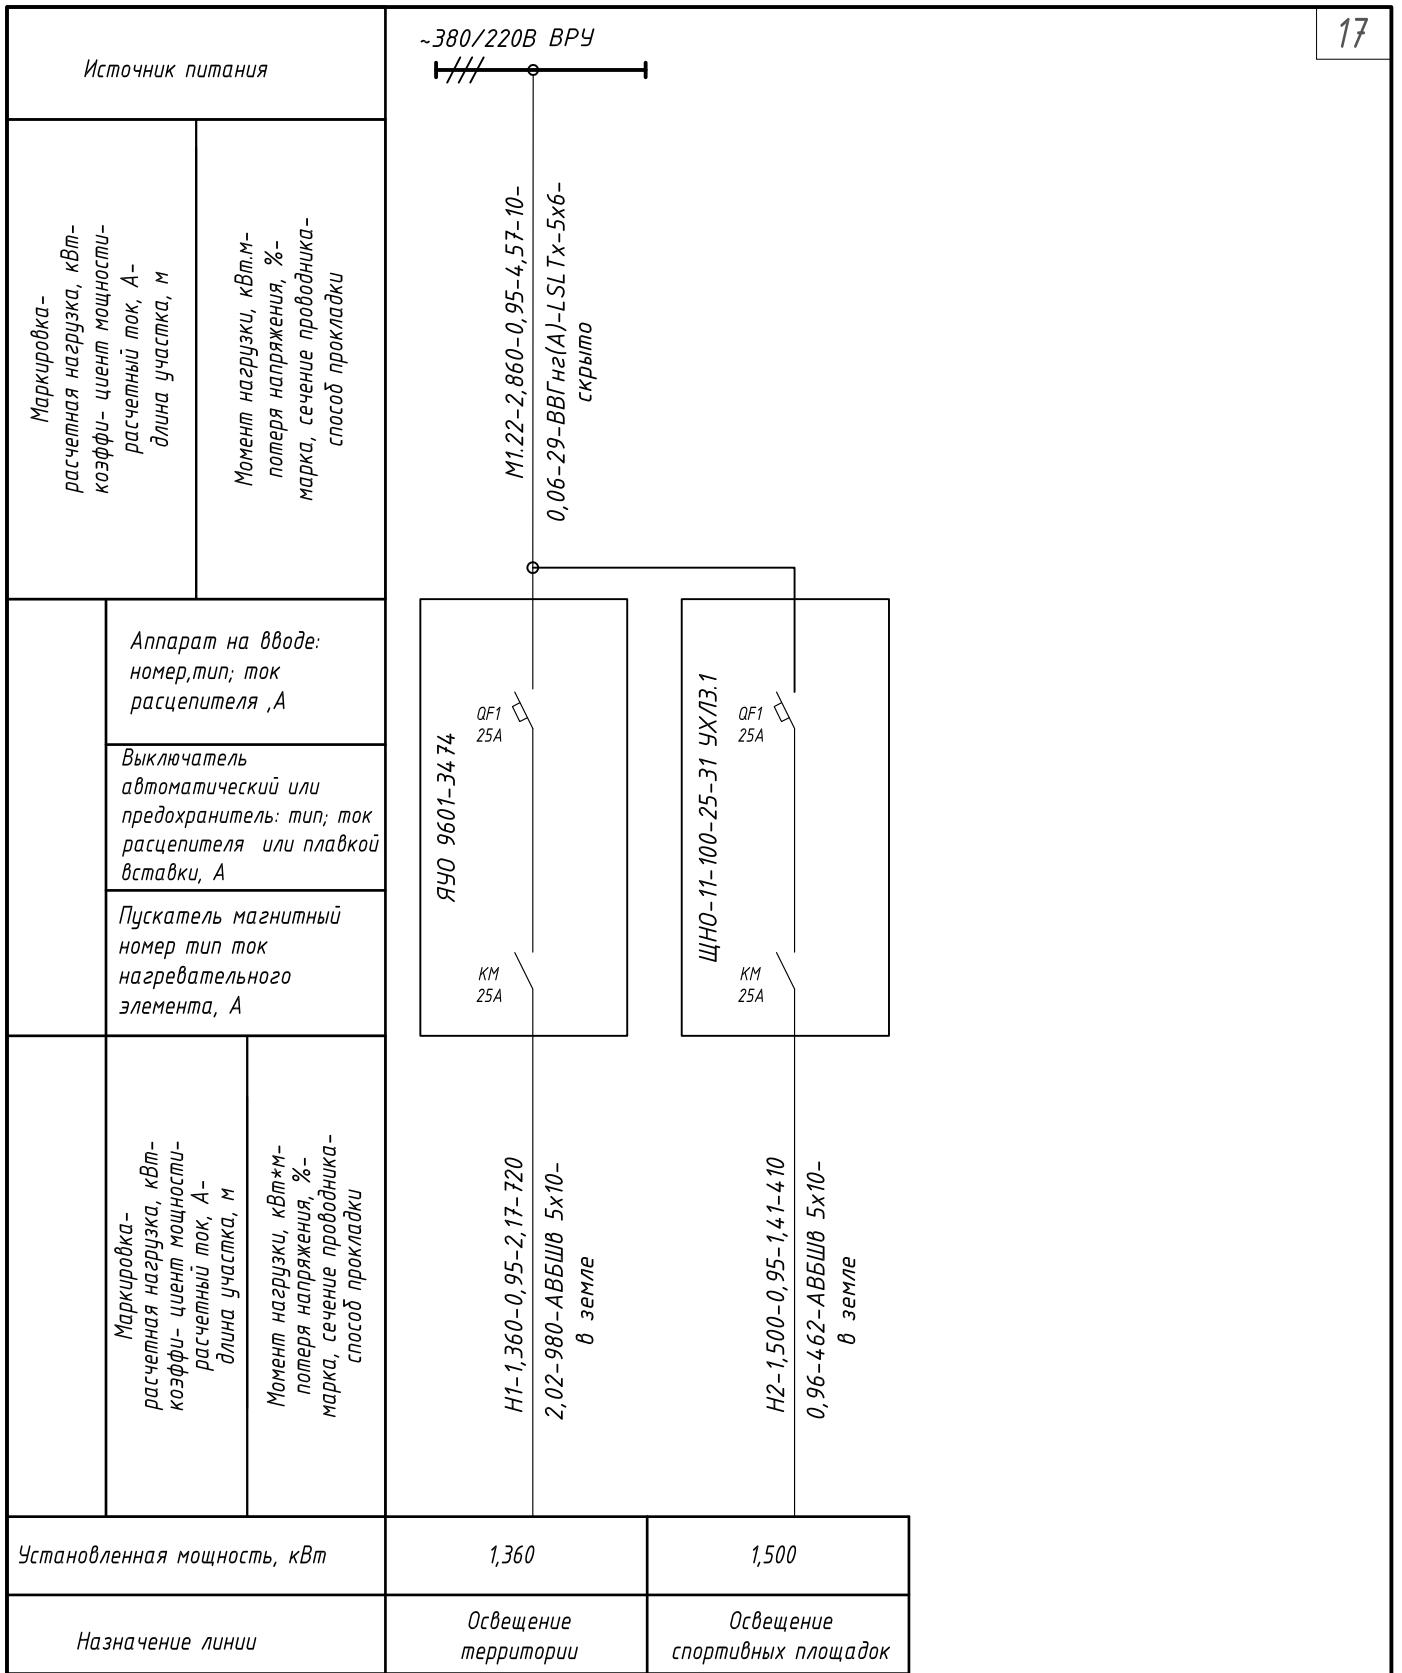 17
Источник питания
~380/220В ВРУ
Маркировка-
расчетная нагрузка, кВт-
коэффи- циент мощности-
расчетный ток, А-
длина участка, м
Момент нагрузки, кВт.м-
потеря напряжения, %-
марка, сечение проводника-
способ прокладки
М1.22-2,860-0,95-4,57-10-
0,06-29-ВВГнг(А)-LSLTx-5х6-
скрыто
Аппарат на вводе:
номер,тип; ток
расцепителя ,А
Выключатель
автоматический или
предохранитель: тип; ток
расцепителя или плавкой
вставки, А
Пускатель магнитный
номер тип ток
нагревательного
элемента, А
ЯУО 9601-3474
QF1
25А
КМ
25А
ЩНО-11-100-25-31 УХЛ3.1
QF1
25А
КМ
25А
Маркировка-
расчетная нагрузка, кВт-
коэффи- циент мощности-
расчетный ток, А-
длина участка, м
Момент нагрузки, кВт*м-
потеря напряжения, %-
марка, сечение проводника-
способ прокладки
Н1-1,360-0,95-2,17-720
2,02-980-АВБШВ 5х10-
в земле
Н2-1,500-0,95-1,41-410
0,96-462-АВБШВ 5х10-
в земле
Установленная мощность, кВт
1,360
1,500
Назначение линии
Освещение
территории
Освещение
спортивных площадок